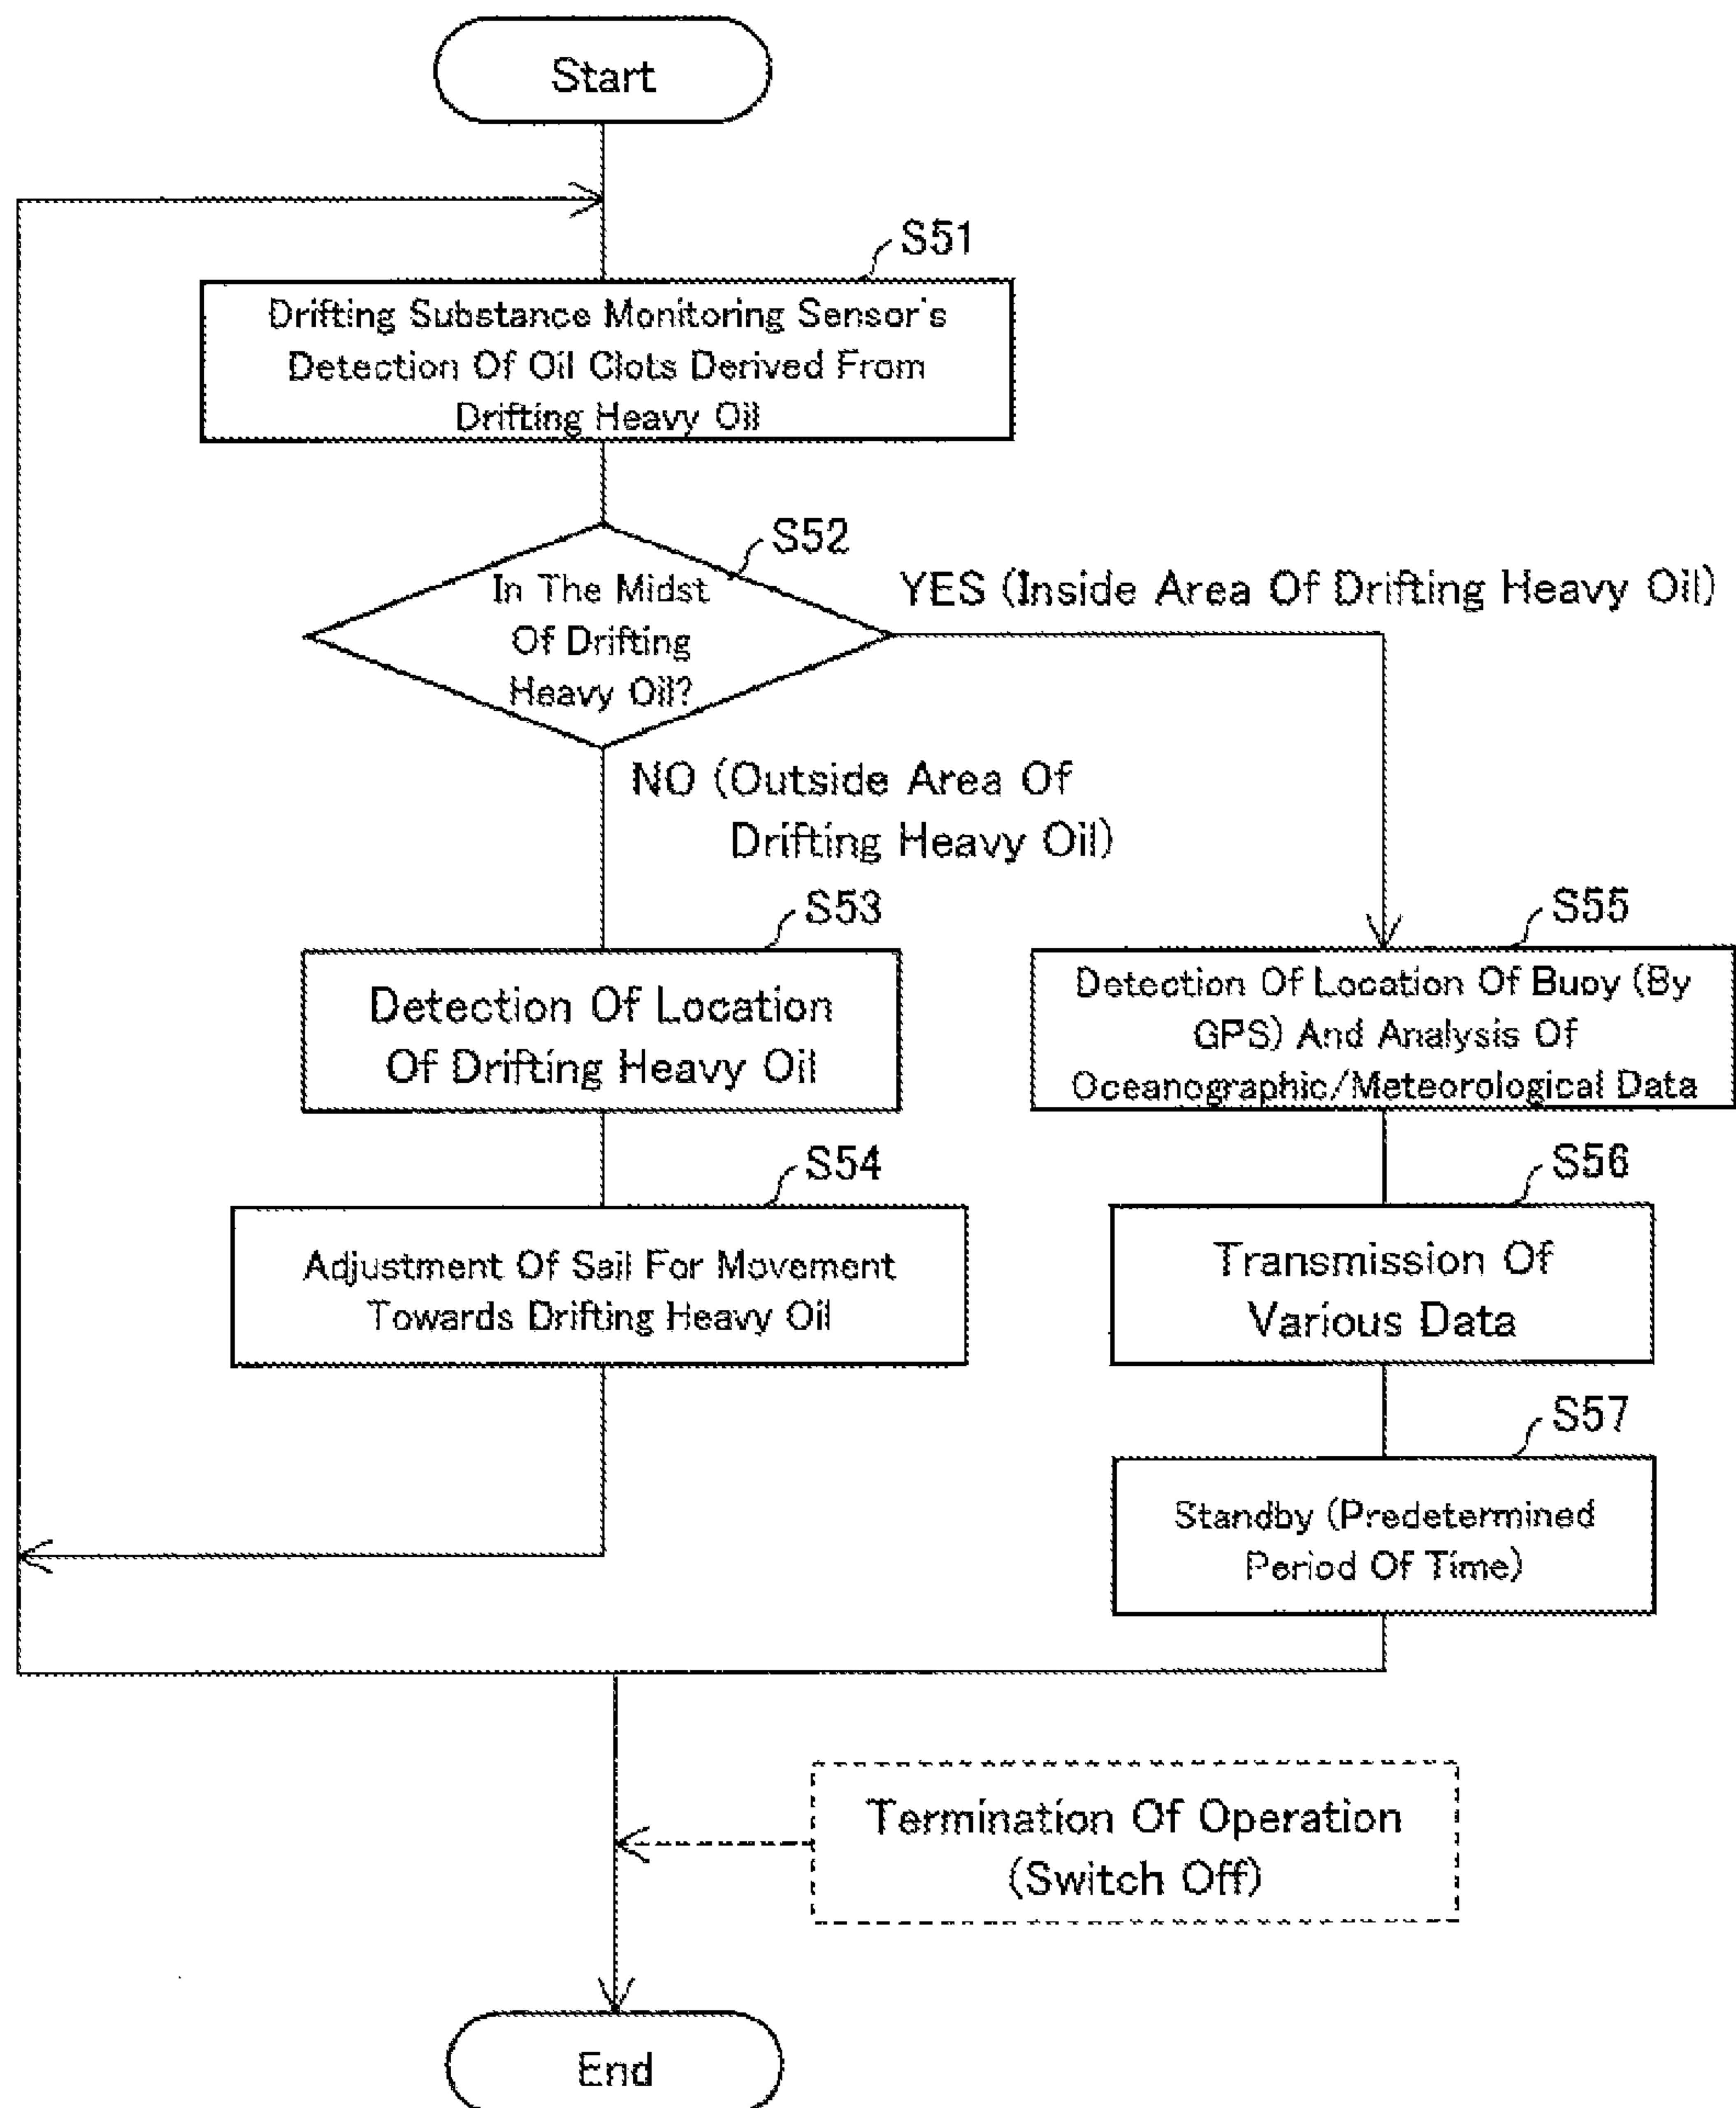 Start
S51
Drifting Substance Monitoring Sensor's
Detection Of Oil Clots Derived From
Drifting Heavy Oil
S52
In The Midst
Of Drifting
Heavy Oil?
YES (Inside Area Of Drifting Heavy Oil)
NO (Outside Area Of
Drifting Heavy Oil)
S53
Detection Of Location
Of Drifting Heavy Oil
S54
Adjustment Of Sail For Movement
Towards Drifting Heavy Oil
S55
Detection Of Location Of Buoy (By
GPS) And Analysis Of
Oceanographic/Meteorological Data
S56
Transmission Of
Various Data
S57
Standby (Predetermined
Period Of Time)
Termination Of Operation
(Switch Off)
End